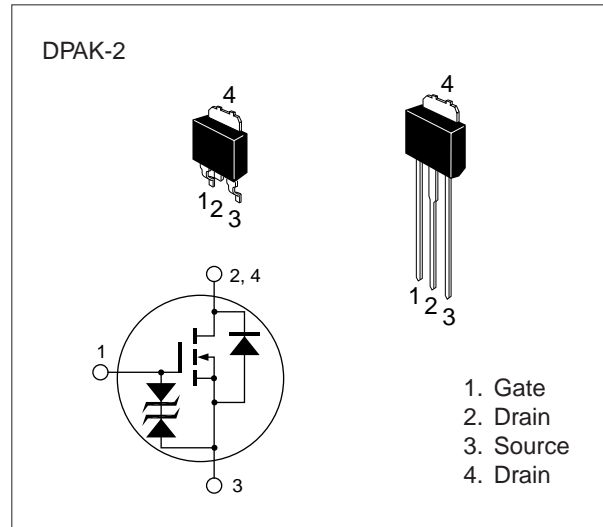 DPAK-2
4
4
1 2 3
1 2 3
2, 4
1
3
1. Gate
2. Drain
3. Source
4. Drain